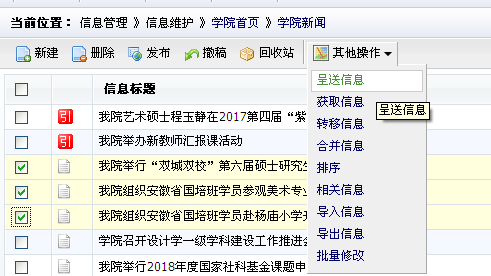 当前位置： 信息管理 》 信息维护 》 学院首页 》 学院新闻
新建 删除 发布 撤稿 回收站 其他操作
信息标题
引 我院艺术硕士程玉静在2017第四届“紫
引 我院举办新教师汇报课活动
我院举行“双城双校”第六届硕士研究生
我院组织安徽省国培班学员参观美术专业
我院组织安徽省国培班学员赴杨庙小学开
学院召开设计学一级学科建设工作推进会
我院举行2018年度国家社科基金课题申
呈送信息
获取信息
转移信息
合并信息
排序
相关信息
导入信息
导出信息
批量修改
呈送信息